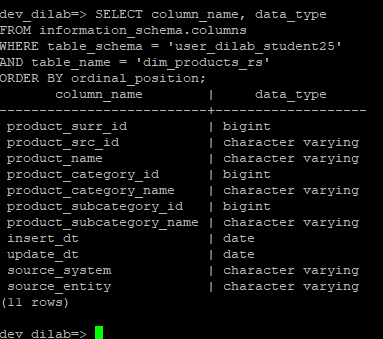 dev_dilab=> SELECT column_name, data_type
FROM information_schema.columns
WHERE table_schema = 'user_dilab_student25'
AND table_name = 'dim_products_rs'
ORDER BY ordinal_position;
column_name | data_type
--------------------------+-------------------
product_surr_id | bigint
product_src_id | character varying
product_name | character varying
product_category_id | bigint
product_category_name | character varying
product_subcategory_id | bigint
product_subcategory_name | character varying
insert_dt | date
update_dt | date
source_system | character varying
source_entity | character varying
(11 rows)
dev_dilab=>